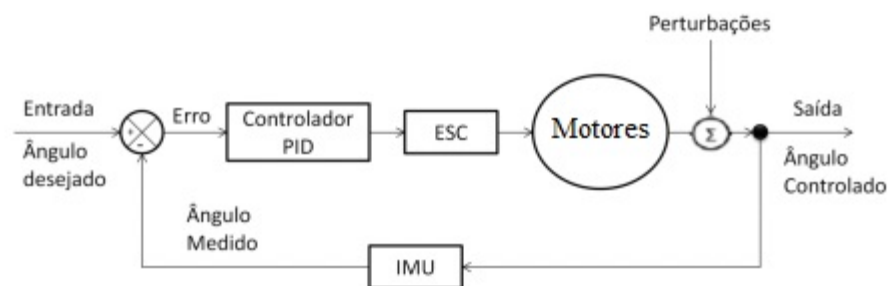 Perturbações
Entrada
Ângulo
desejado
+
-
Erro
Controlador
PID
ESC
Motores
Σ
Saída
Ângulo
Controlado
Ângulo
Medido
IMU